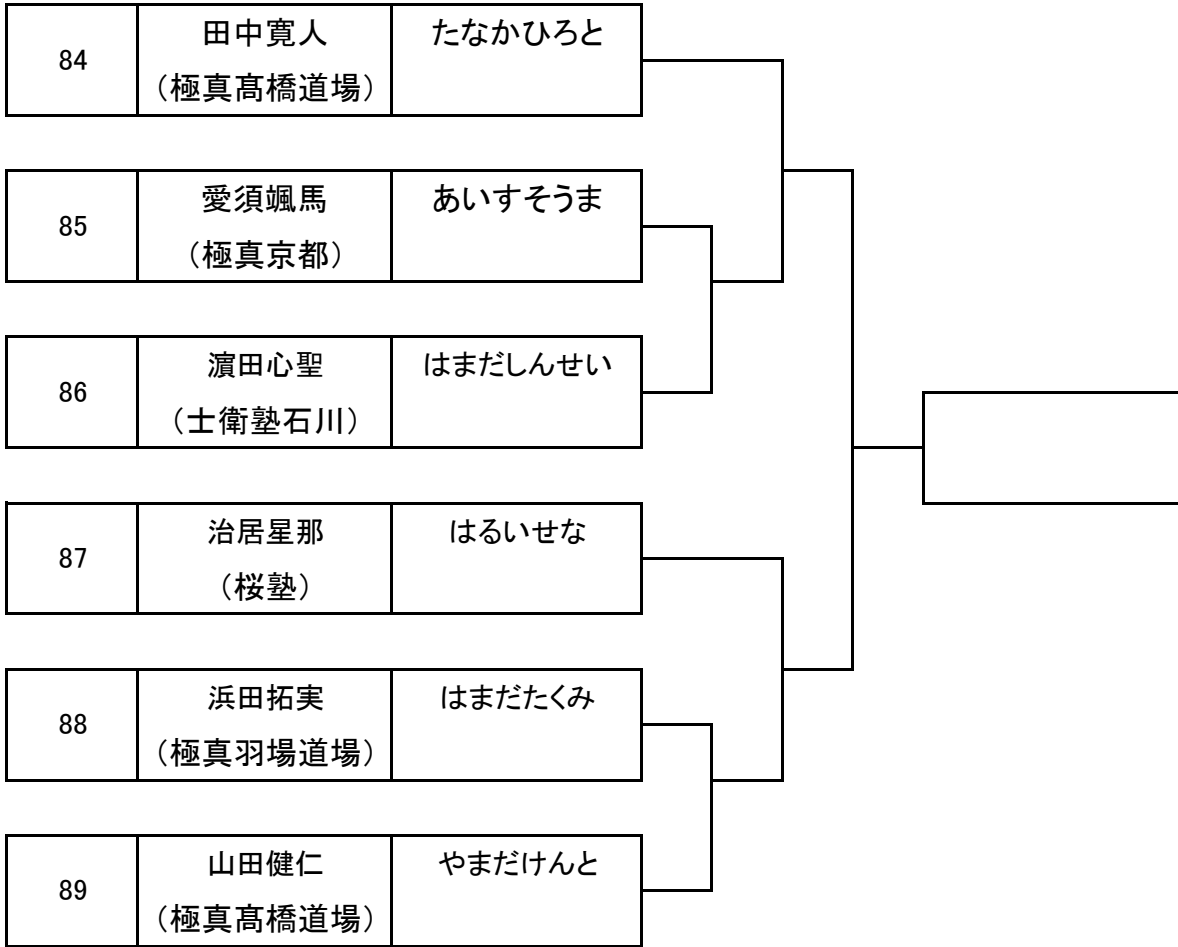 84
田中寛人
（極真髙橋道場）
たなかひろと
85
愛須颯馬
（極真京都）
あいすそうま
86
濵田心聖
（士衛塾石川）
はまだしんせい
87
治居星那
（桜塾）
はるいせな
88
浜田拓実
（極真羽場道場）
はまだたくみ
89
山田健仁
（極真髙橋道場）
やまだけんと